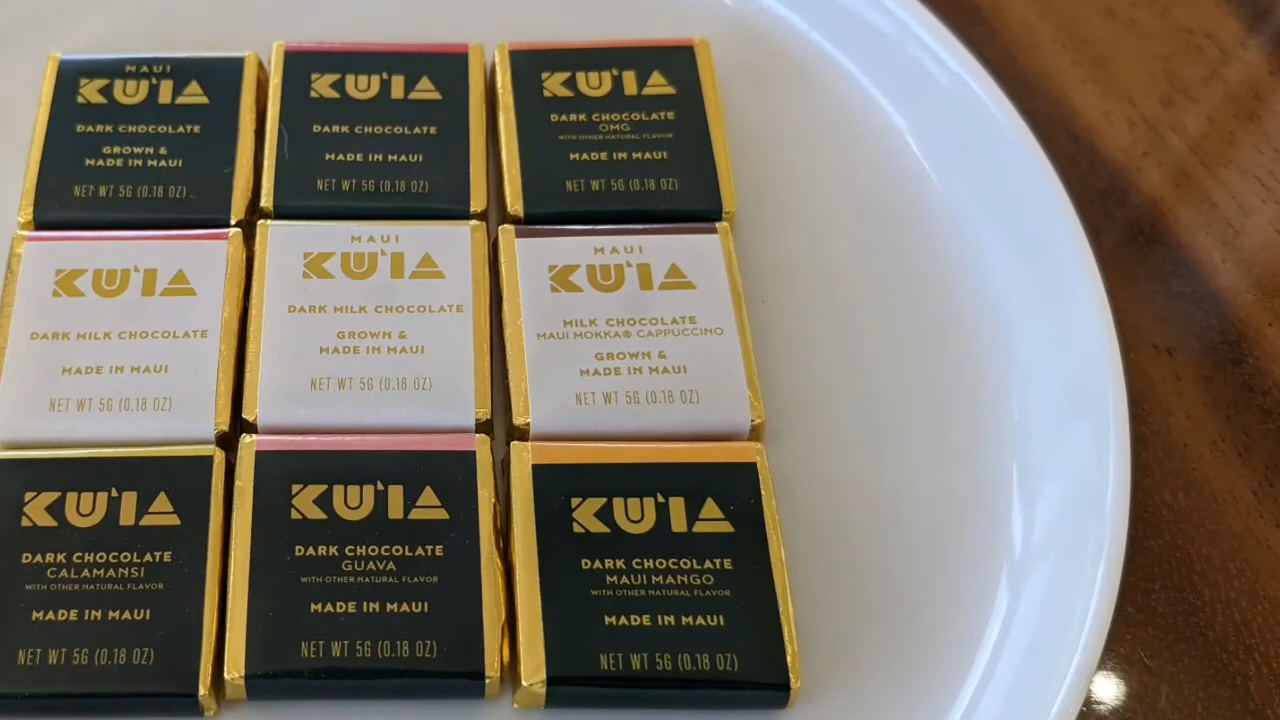 MAUI
KU'IA
DARK CHOCOLATE
GROWN &
MADE IN MAUI
NET WT 5G (0.18 OZ)
KU'IA
DARK CHOCOLATE
MADE IN MAUI
NET WT 5G (0.18 OZ)
KU'IA
DARK CHOCOLATE
OMG
WITH OTHER NATURAL FLAVOR
MADE IN MAUI
NET WT 5G (0.18 OZ)
KU'IA
DARK MILK CHOCOLATE
MADE IN MAUI
NET WT 5G (0.18 OZ)
MAUI
KU'IA
DARK MILK CHOCOLATE
GROWN &
MADE IN MAUI
NET WT 5G (0.18 OZ)
MAUI
KU'IA
MILK CHOCOLATE
MAUI MOKKA® CAPPUCCINO
GROWN &
MADE IN MAUI
NET WT 5G (0.18 OZ)
KU'IA
DARK CHOCOLATE
CALAMANSI
WITH OTHER NATURAL FLAVOR
MADE IN MAUI
NET WT 5G (0.18 OZ)
KU'IA
DARK CHOCOLATE
GUAVA
WITH OTHER NATURAL FLAVOR
MADE IN MAUI
NET WT 5G (0.18 OZ)
KU'IA
DARK CHOCOLATE
MAUI MANGO
WITH OTHER NATURAL FLAVOR
MADE IN MAUI
NET WT 5G (0.18 OZ)